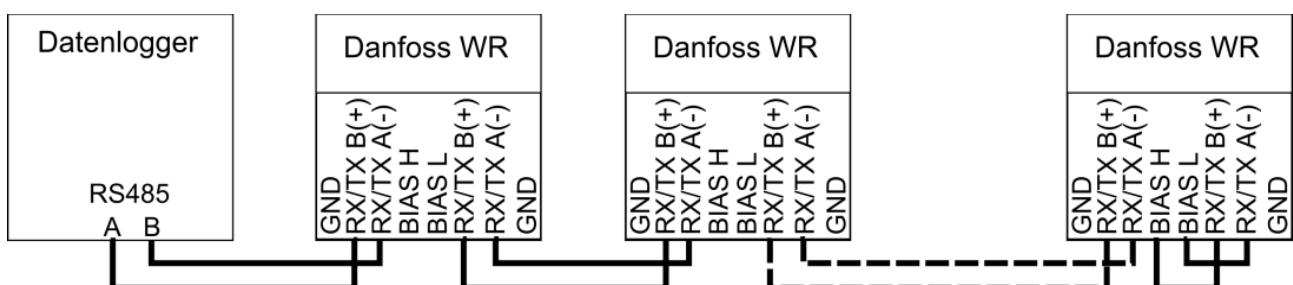 Datenlogger
RS485
A B
Danfoss WR
GND
RX/TX B(+)
RX/TX A(-)
BIAS H
BIAS L
RX/TX B(+)
RX/TX A(-)
GND
Danfoss WR
GND
RX/TX B(+)
RX/TX A(-)
BIAS H
BIAS L
RX/TX B(+)
RX/TX A(-)
GND
Danfoss WR
GND
RX/TX B(+)
RX/TX A(-)
BIAS H
BIAS L
RX/TX B(+)
RX/TX A(-)
GND